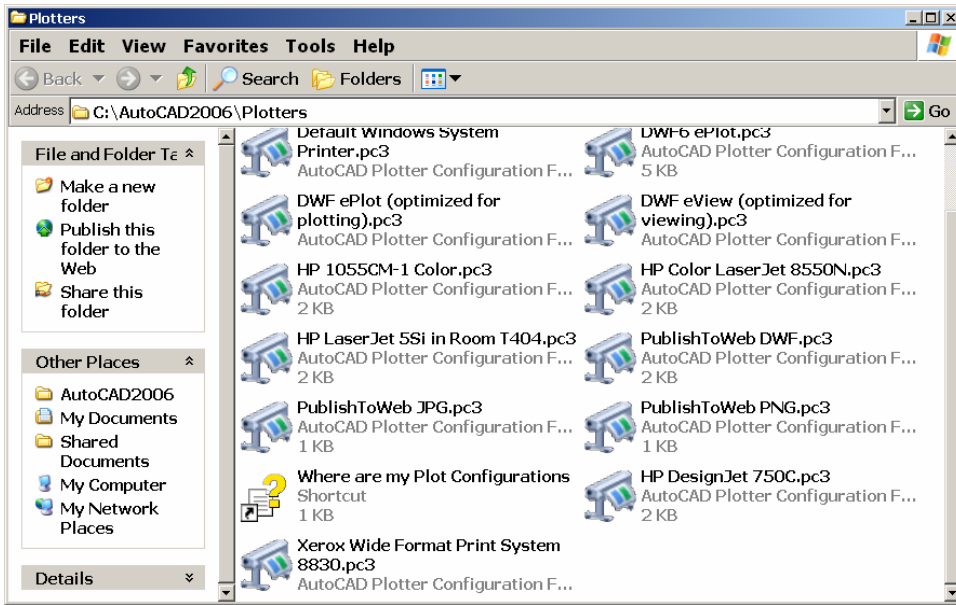 Plotters
File Edit View Favorites Tools Help
Back Search Folders
Address C:\AutoCAD2006\Plotters Go
File and Folder Ta
Make a new
folder
Publish this
folder to the
Web
Share this
folder
Other Places
AutoCAD2006
My Documents
Shared
Documents
My Computer
My Network
Places
Details
Default Windows System
Printer.pc3
AutoCAD Plotter Configuration F...
DWF6 ePlot.pc3
AutoCAD Plotter Configuration F...
5 KB
DWF ePlot (optimized for
plotting).pc3
AutoCAD Plotter Configuration F...
DWF eView (optimized for
viewing).pc3
AutoCAD Plotter Configuration F...
HP 1055CM-1 Color.pc3
AutoCAD Plotter Configuration F...
2 KB
HP Color LaserJet 8550N.pc3
AutoCAD Plotter Configuration F...
2 KB
HP LaserJet 5Si in Room T404.pc3
AutoCAD Plotter Configuration F...
2 KB
PublishToWeb DWF.pc3
AutoCAD Plotter Configuration F...
2 KB
PublishToWeb JPG.pc3
AutoCAD Plotter Configuration F...
1 KB
PublishToWeb PNG.pc3
AutoCAD Plotter Configuration F...
1 KB
Where are my Plot Configurations
Shortcut
1 KB
HP DesignJet 750C.pc3
AutoCAD Plotter Configuration F...
2 KB
Xerox Wide Format Print System
8830.pc3
AutoCAD Plotter Configuration F...